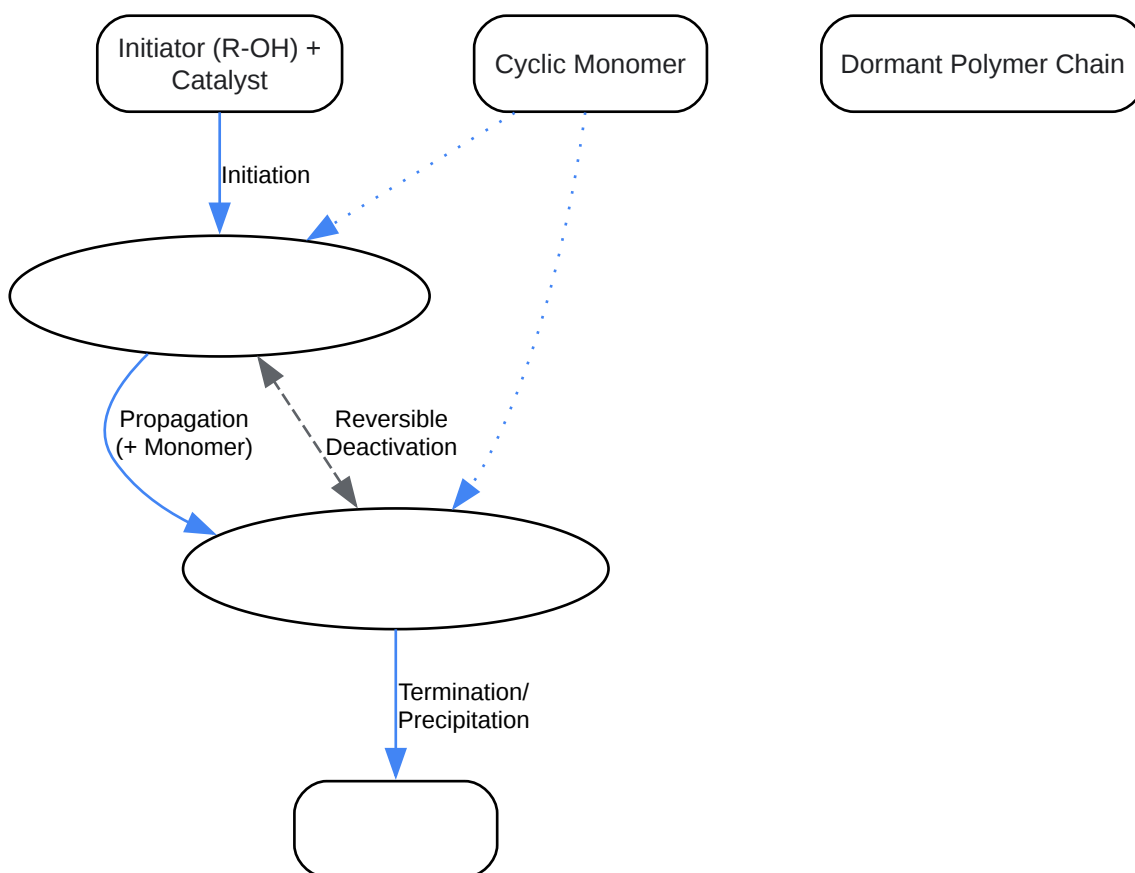 Initiator (R-OH) +
Catalyst
Cyclic Monomer
Dormant Polymer Chain
Initiation
Propagation
(+ Monomer)
Reversible
Deactivation
Termination/
Precipitation